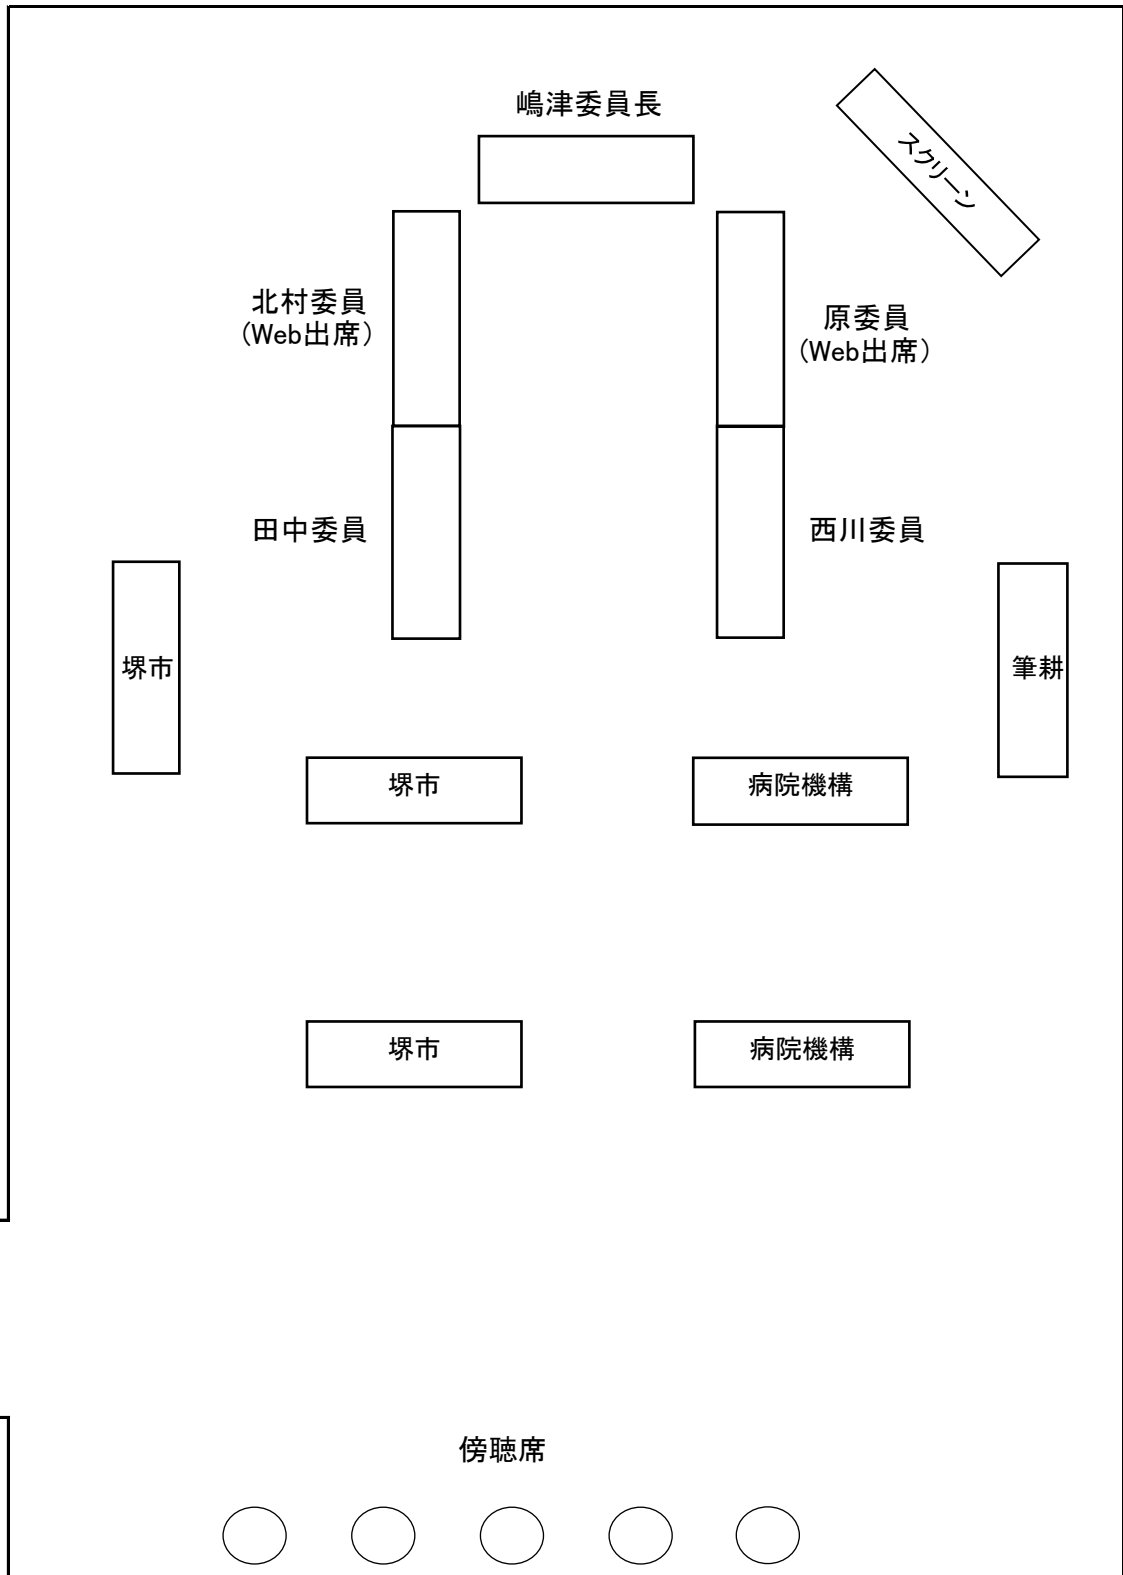 嶋津委員長
スクリーン
北村委員
(Web出席)
原委員
(Web出席)
田中委員
西川委員
堺市
筆耕
堺市
病院機構
堺市
病院機構
傍聴席